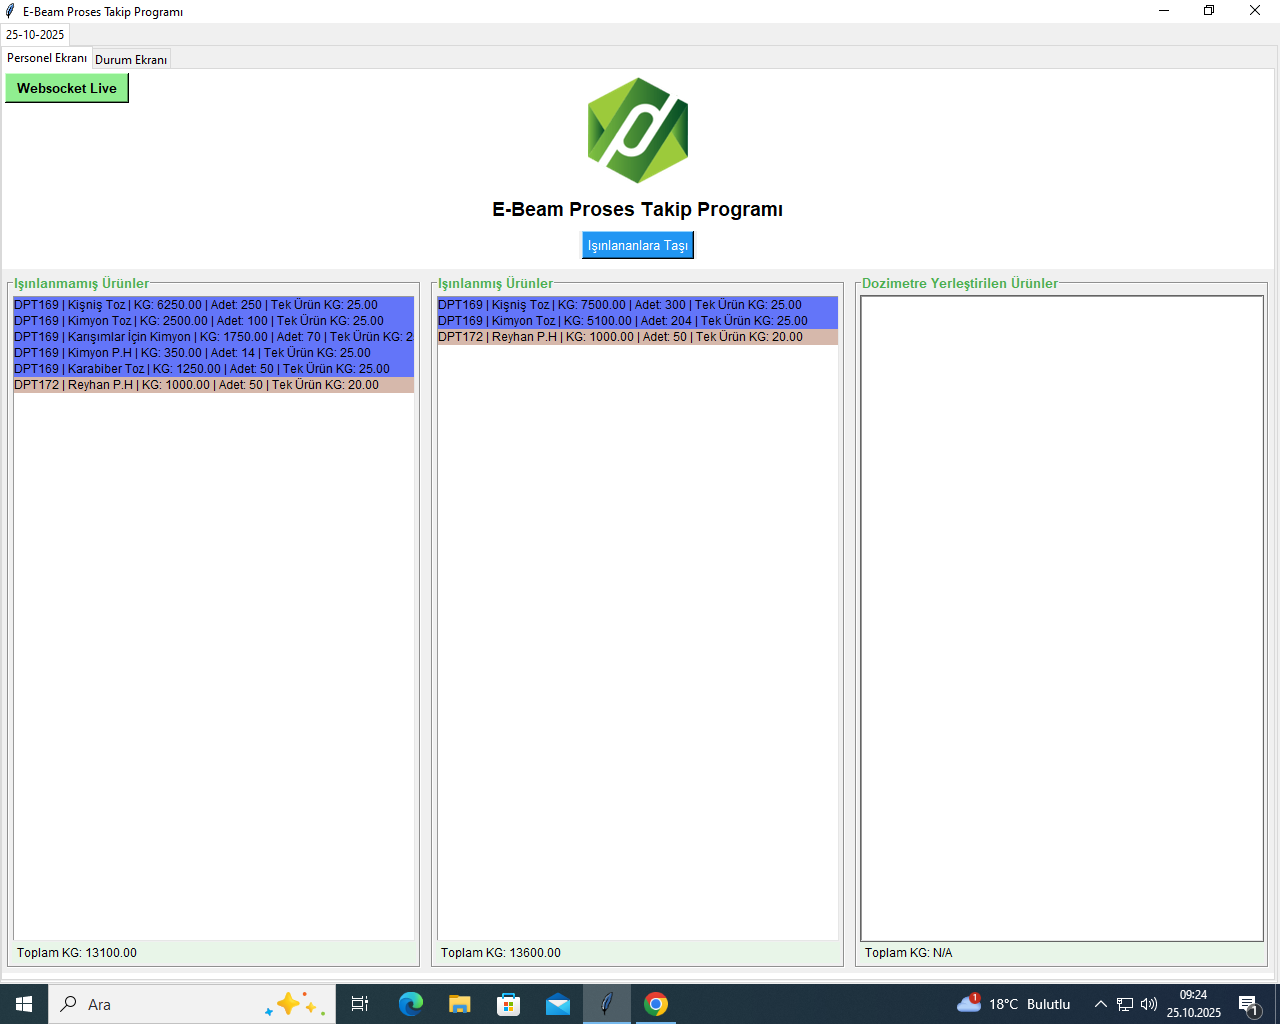 E-Beam Proses Takip Programı
25-10-2025
Personel Ekranı
Durum Ekranı
Websocket Live
E-Beam Proses Takip Programı
Işınlananlara Taşı
Işınlanmamış Ürünler
DPT169 | Kişniş Toz | KG: 6250.00 | Adet: 250 | Tek Ürün KG: 25.00
DPT169 | Kimyon Toz | KG: 2500.00 | Adet: 100 | Tek Ürün KG: 25.00
DPT169 | Karışımlar İçin Kimyon | KG: 1750.00 | Adet: 70 | Tek Ürün KG: 2
DPT169 | Kimyon P.H | KG: 350.00 | Adet: 14 | Tek Ürün KG: 25.00
DPT169 | Karabiber Toz | KG: 1250.00 | Adet: 50 | Tek Ürün KG: 25.00
DPT172 | Reyhan P.H | KG: 1000.00 | Adet: 50 | Tek Ürün KG: 20.00
Toplam KG: 13100.00
Işınlanmış Ürünler
DPT169 | Kişniş Toz | KG: 7500.00 | Adet: 300 | Tek Ürün KG: 25.00
DPT169 | Kimyon Toz | KG: 5100.00 | Adet: 204 | Tek Ürün KG: 25.00
DPT172 | Reyhan P.H | KG: 1000.00 | Adet: 50 | Tek Ürün KG: 20.00
Toplam KG: 13600.00
Dozimetre Yerleştirilen Ürünler
Toplam KG: N/A
Ara
1
18°C Bulutlu
09:24
25.10.2025
1